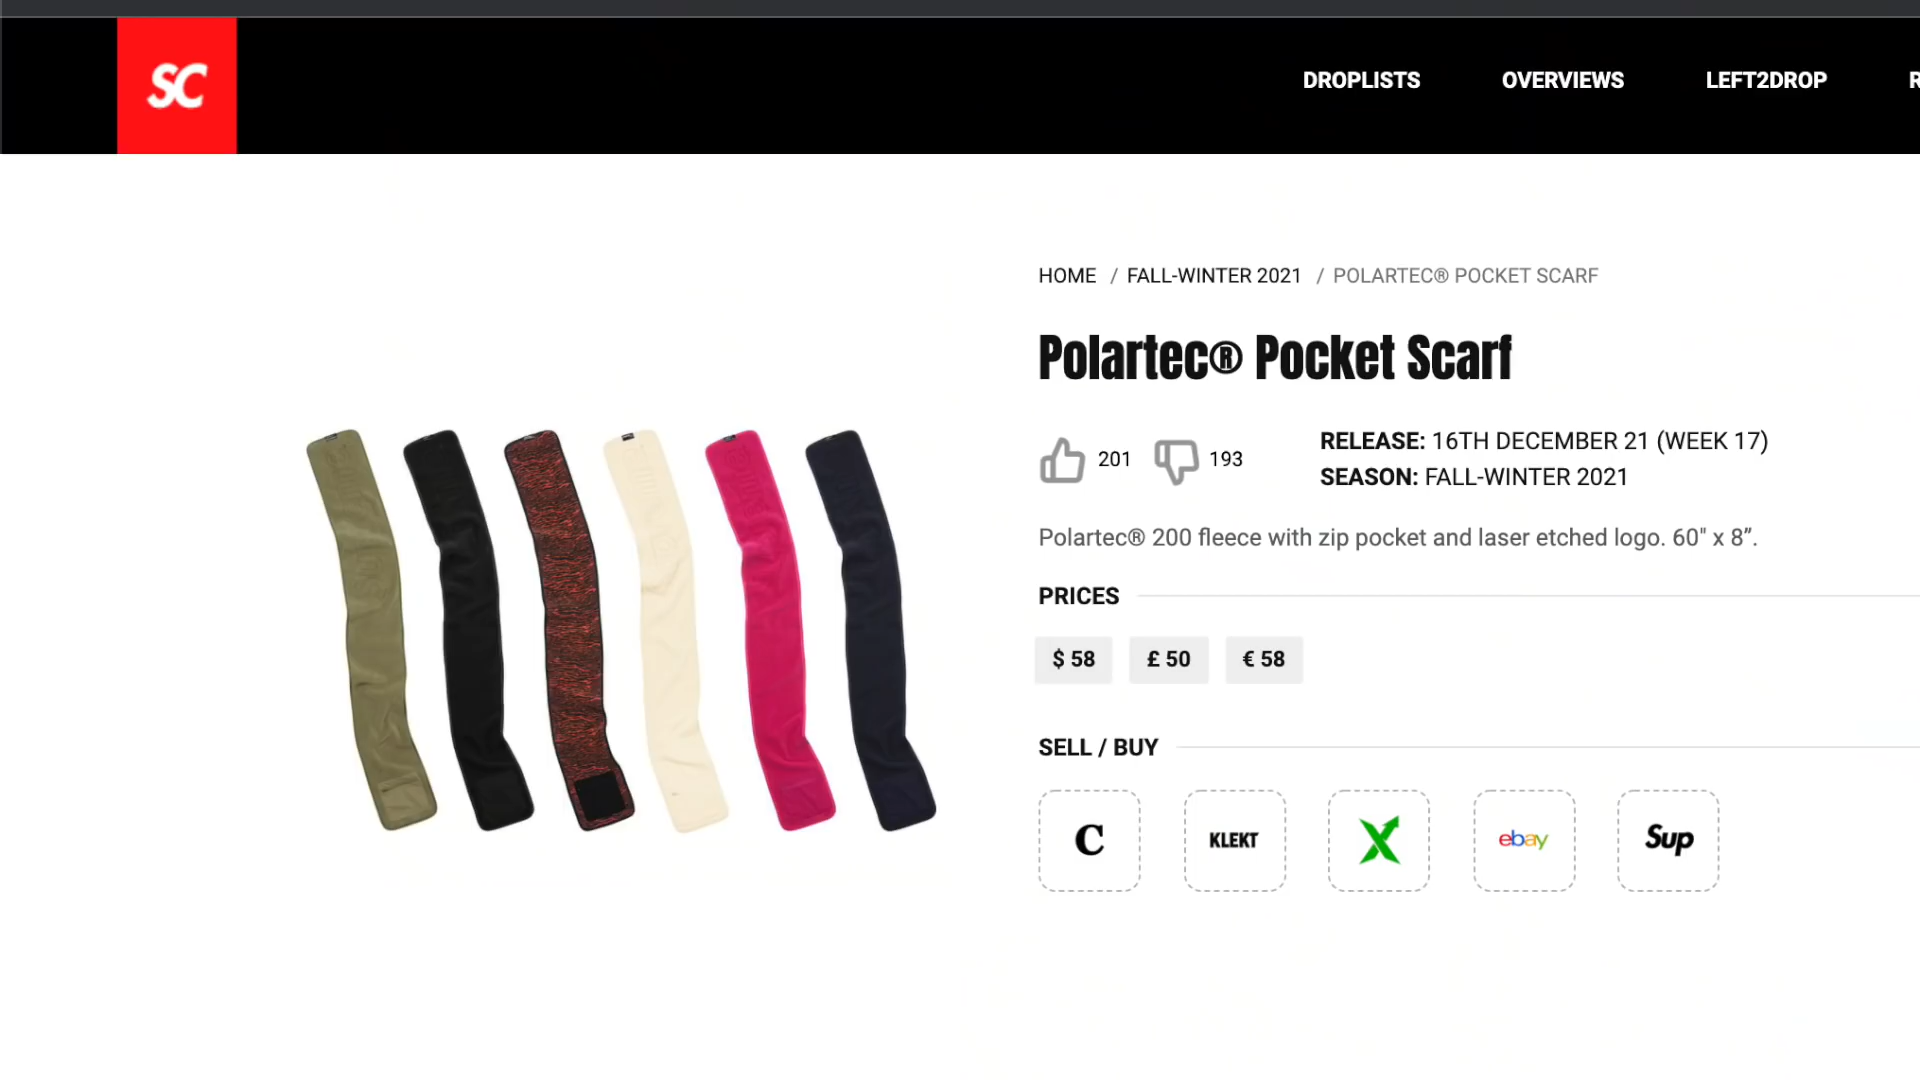 SC
DROPLISTS OVERVIEWS LEFT2DROP
HOME / FALL-WINTER 2021 / POLARTEC® POCKET SCARF
Polartec® Pocket Scarf
201 193
RELEASE: 16TH DECEMBER 21 (WEEK 17)
SEASON: FALL-WINTER 2021
Polartec® 200 fleece with zip pocket and laser etched logo. 60" x 8”.
PRICES
$ 58 £ 50 € 58
SELL / BUY
C KLEKT X ebay Sup